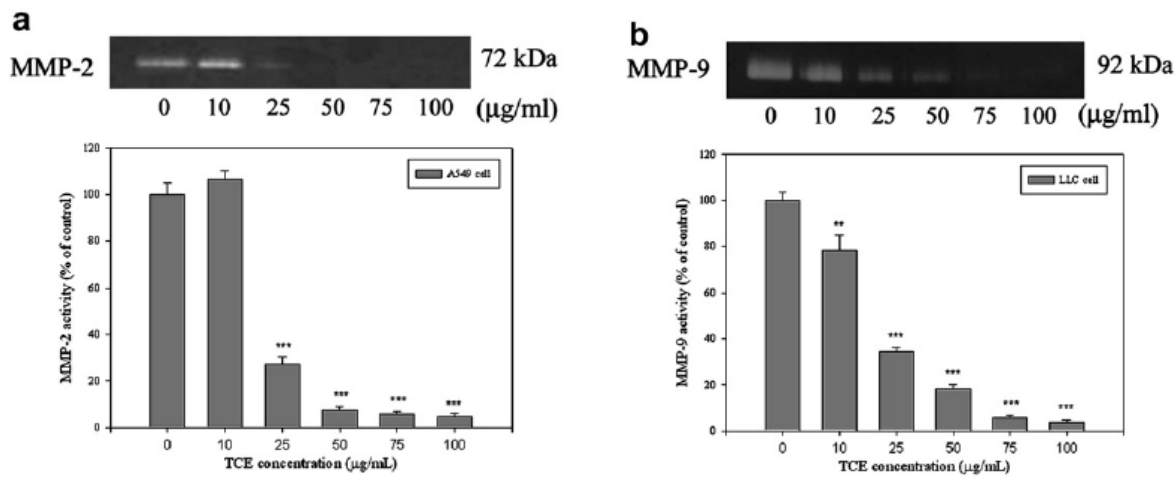 a
MMP-2
72 kDa
0 10 25 50 75 100 (μg/ml)
120
100
80
60
40
20
0
MMP-2 activity (% of control)
A549 cell
***
***
***
***
0 10 25 50 75 100
TCE concentration (μg/mL)
b
MMP-9
92 kDa
0 10 25 50 75 100 (μg/ml)
120
100
80
60
40
20
0
MMP-9 activity (% of control)
LLC cell
**
***
***
***
***
0 10 25 50 75 100
TCE concentration (μg/mL)